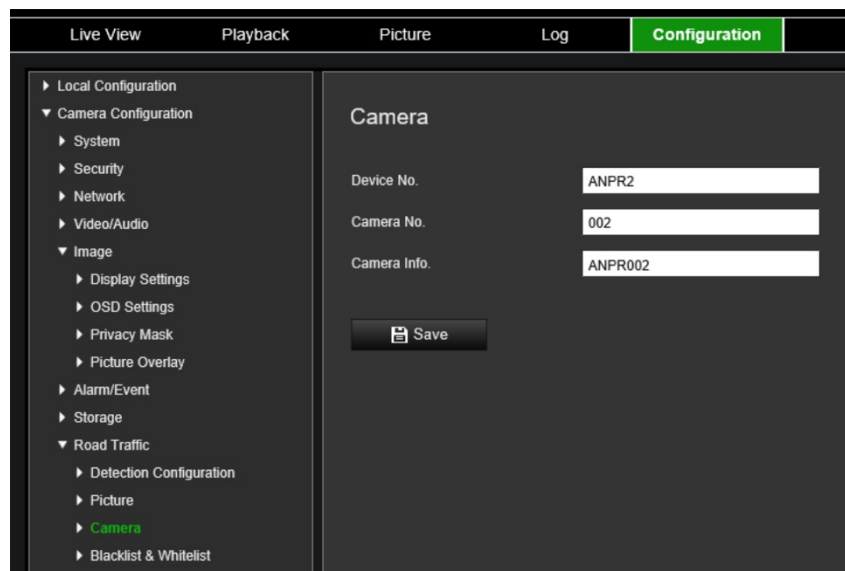 Live View Playback Picture Log Configuration
Local Configuration
Camera Configuration
System
Security
Network
Video/Audio
Image
Display Settings
OSD Settings
Privacy Mask
Picture Overlay
Alarm/Event
Storage
Road Traffic
Detection Configuration
Picture
Camera
Blacklist & Whitelist
Camera
Device No. ANPR2
Camera No. 002
Camera Info. ANPR002
Save